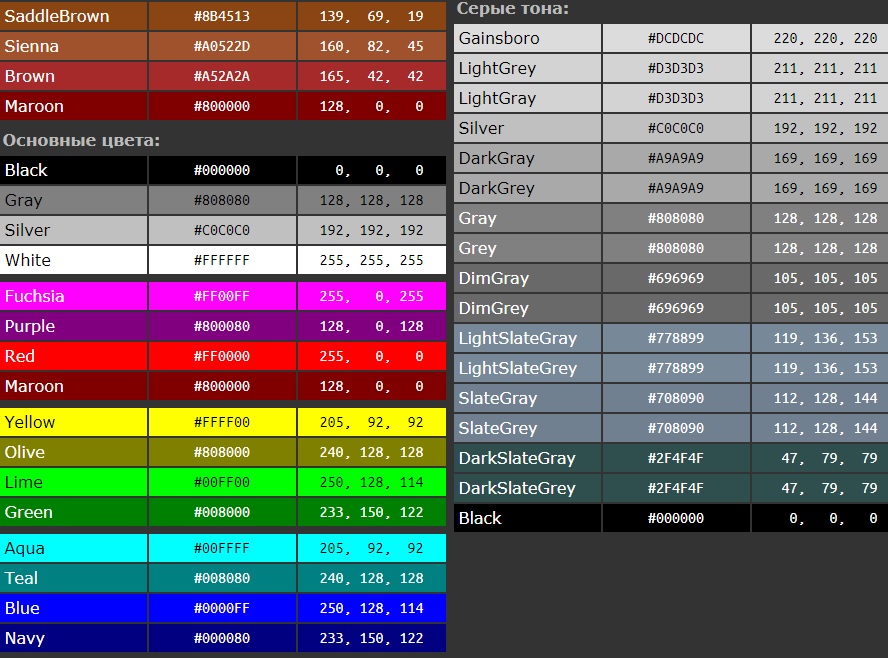 SaddleBrown #8B4513 139, 69, 19
Sienna #A0522D 160, 82, 45
Brown #A52A2A 165, 42, 42
Maroon #800000 128, 0, 0
Основные цвета:
Black #000000 0, 0, 0
Gray #808080 128, 128, 128
Silver #C0C0C0 192, 192, 192
White #FFFFFF 255, 255, 255
Fuchsia #FF00FF 255, 0, 255
Purple #800080 128, 0, 128
Red #FF0000 255, 0, 0
Maroon #800000 128, 0, 0
Yellow #FFFF00 205, 92, 92
Olive #808000 240, 128, 128
Lime #00FF00 250, 128, 114
Green #008000 233, 150, 122
Aqua #00FFFF 205, 92, 92
Teal #008080 240, 128, 128
Blue #0000FF 250, 128, 114
Navy #000080 233, 150, 122
Серые тона:
Gainsboro #DCDCDC 220, 220, 220
LightGrey #D3D3D3 211, 211, 211
LightGray #D3D3D3 211, 211, 211
Silver #C0C0C0 192, 192, 192
DarkGray #A9A9A9 169, 169, 169
DarkGrey #A9A9A9 169, 169, 169
Gray #808080 128, 128, 128
Grey #808080 128, 128, 128
DimGray #696969 105, 105, 105
DimGrey #696969 105, 105, 105
LightSlateGray #778899 119, 136, 153
LightSlateGrey #778899 119, 136, 153
SlateGray #708090 112, 128, 144
SlateGrey #708090 112, 128, 144
DarkSlateGray #2F4F4F 47, 79, 79
DarkSlateGrey #2F4F4F 47, 79, 79
Black #000000 0, 0, 0